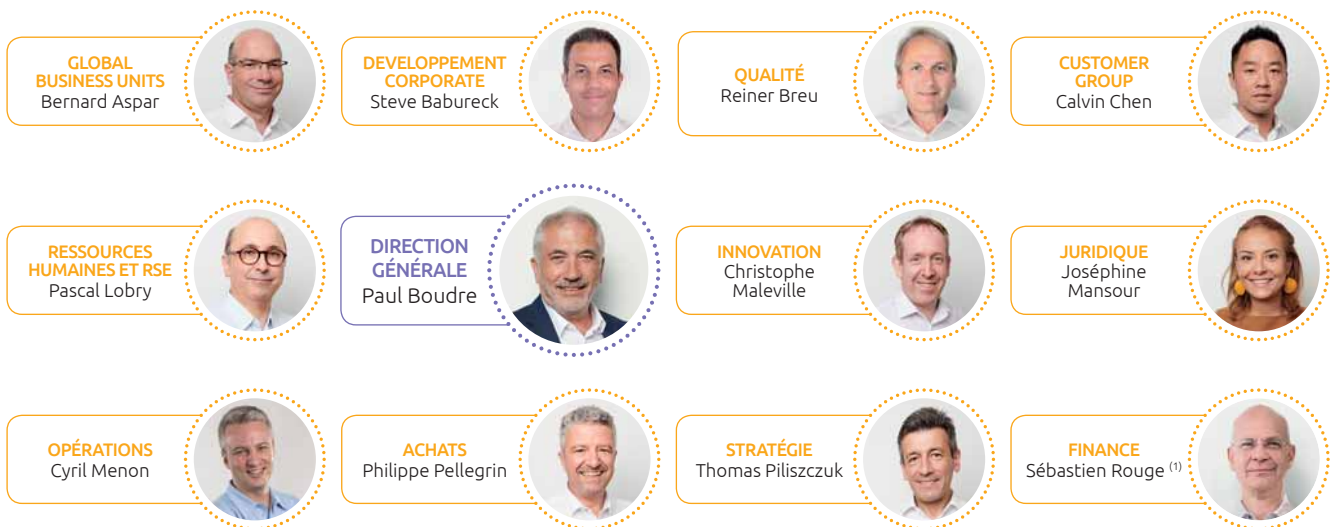 GLOBAL
BUSINESS UNITS
Bernard Aspar
DEVELOPPEMENT
CORPORATE
Steve Babureck
QUALITÉ
Reiner Breu
CUSTOMER
GROUP
Calvin Chen
RESSOURCES
HUMAINES ET RSE
Pascal Lobry
DIRECTION
GÉNÉRALE
Paul Boudre
INNOVATION
Christophe
Maleville
JURIDIQUE
Joséphine
Mansour
OPÉRATIONS
Cyril Menon
ACHATS
Philippe Pellegrin
STRATÉGIE
Thomas Piliszczuk
FINANCE
Sébastien Rouge (1)